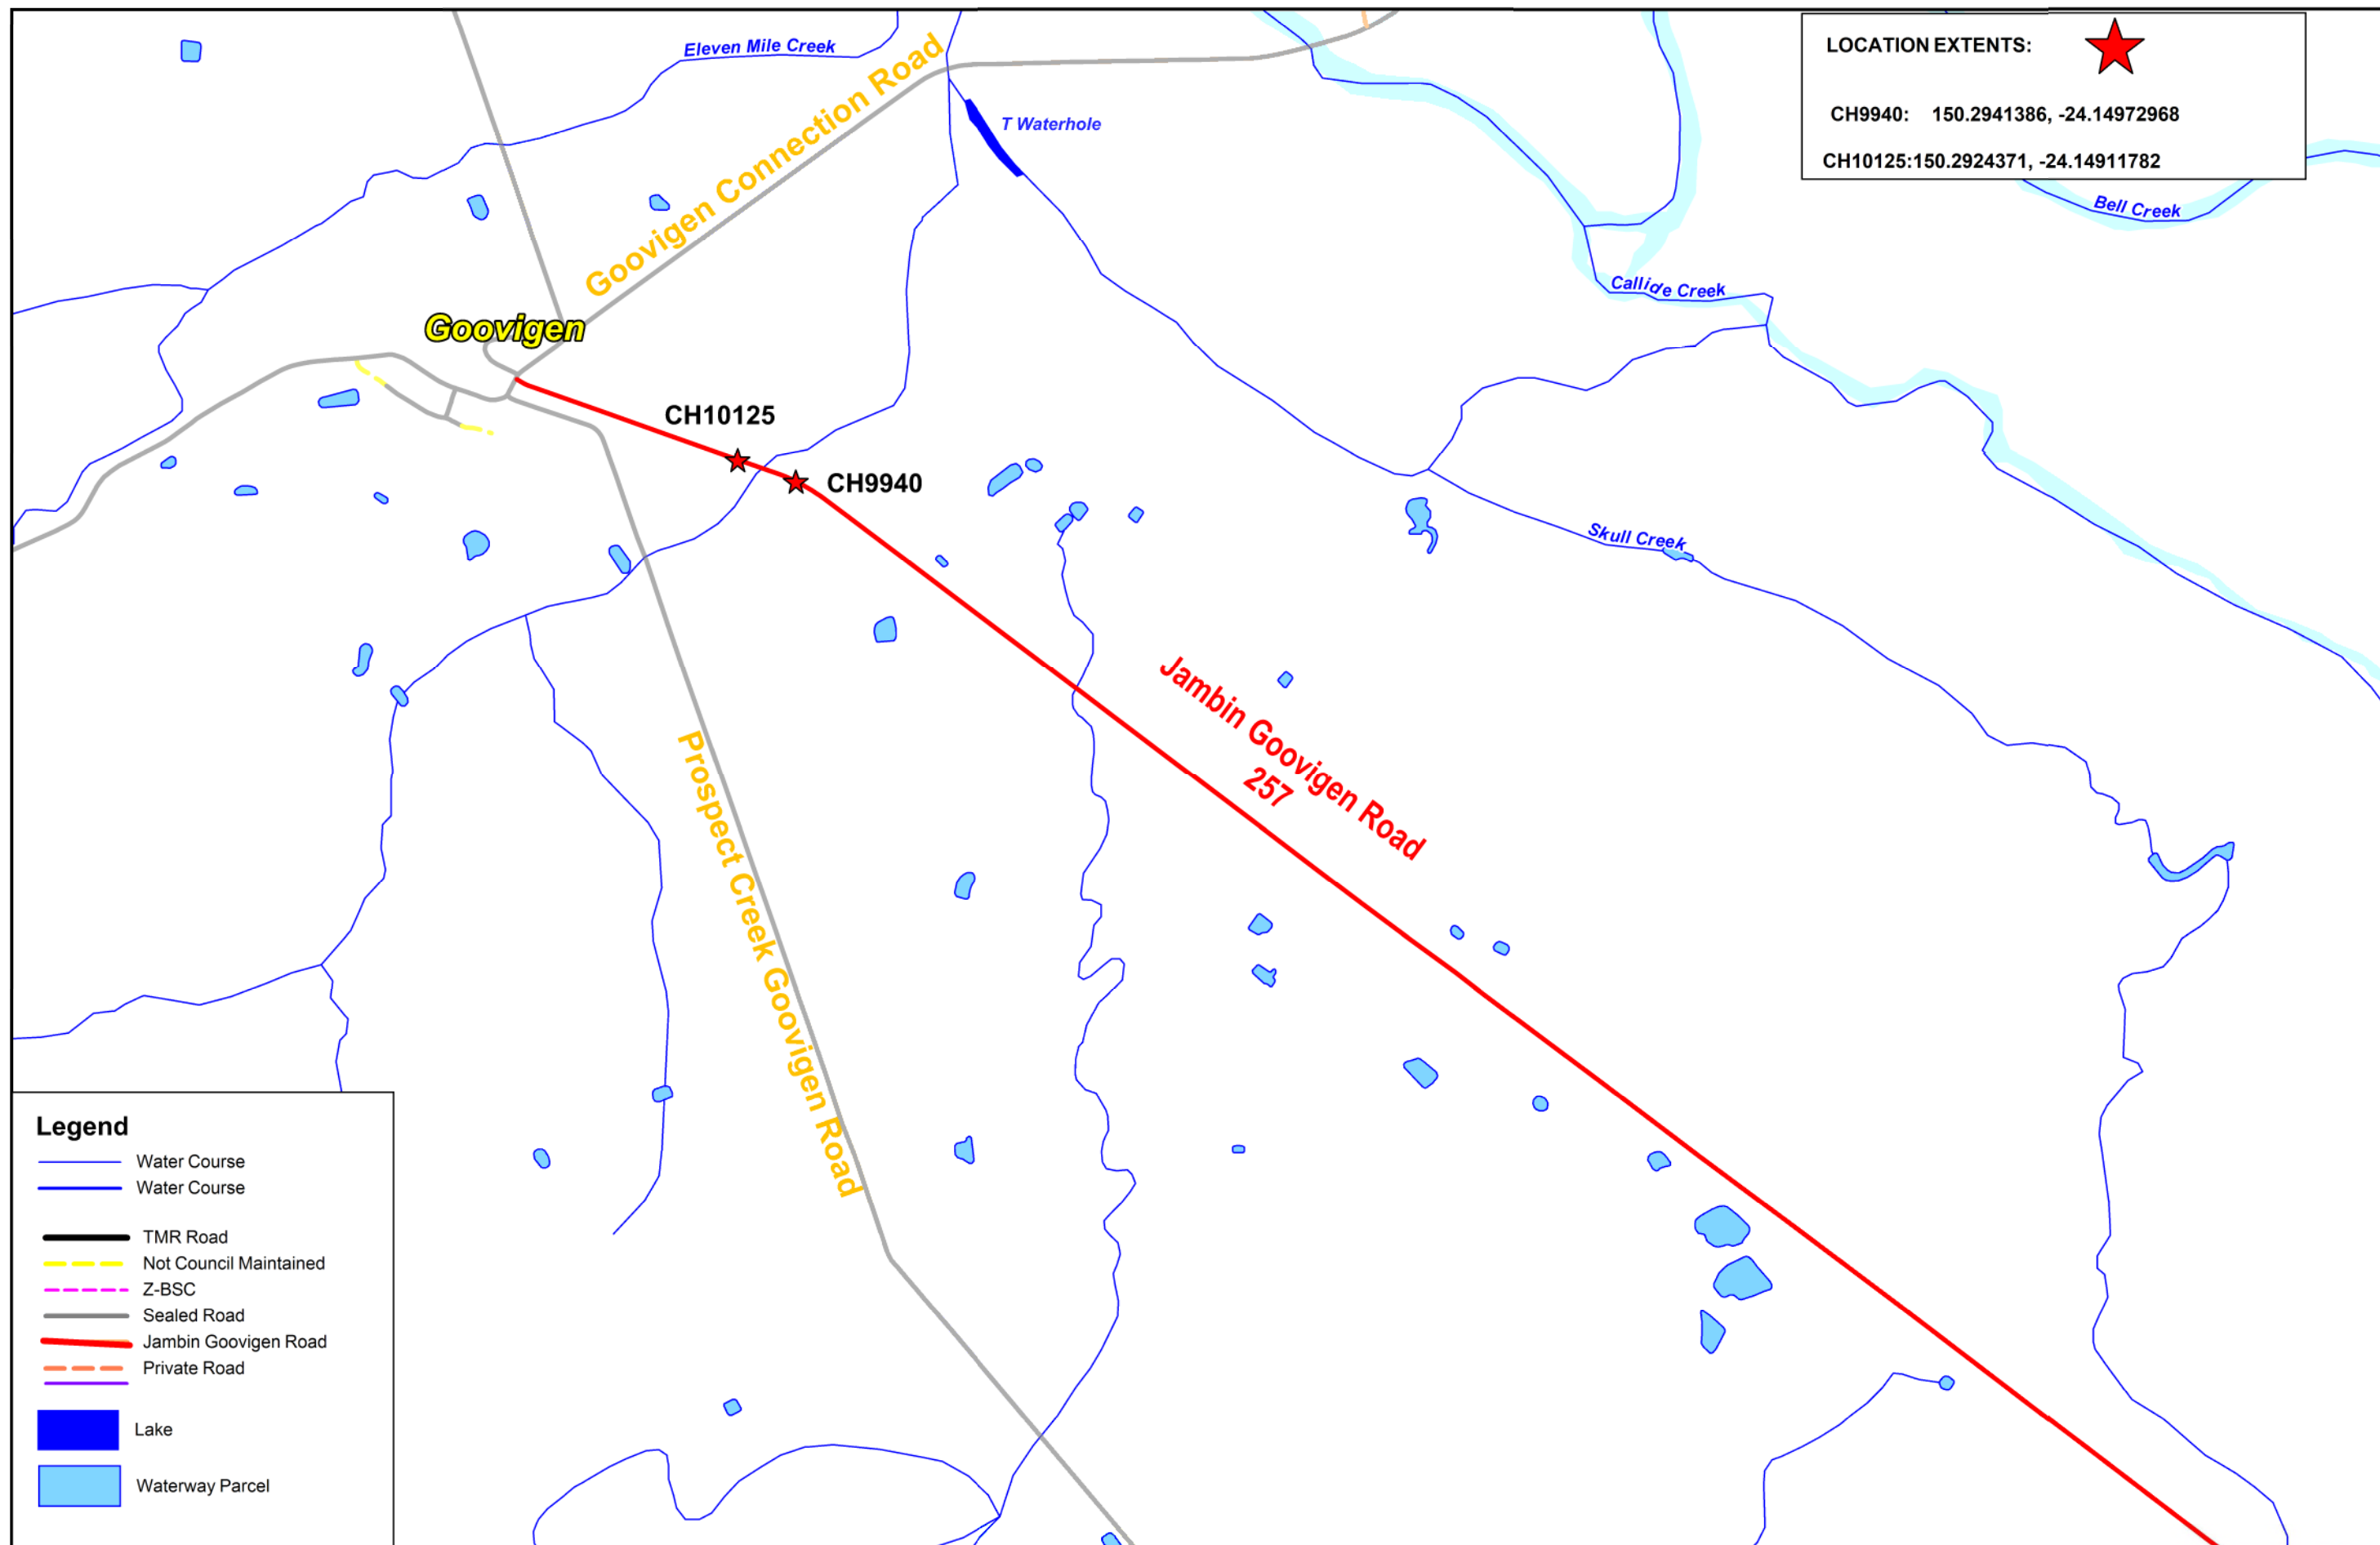 LOCATION EXTENTS:
CH9940: 150.2941386, -24.14972968
CH10125:150.2924371, -24.14911782
Eleven Mile Creek
Goovigen Connection Road
T Waterhole
Bell Creek
Callide Creek
Goovigen
CH10125
CH9940
Skull Creek
Jambin Goovigen Road
257
Prospect Creek Goovigen Road
Legend
Water Course
Water Course
TMR Road
Not Council Maintained
Z-BSC
Sealed Road
Jambin Goovigen Road
Private Road
Lake
Waterway Parcel